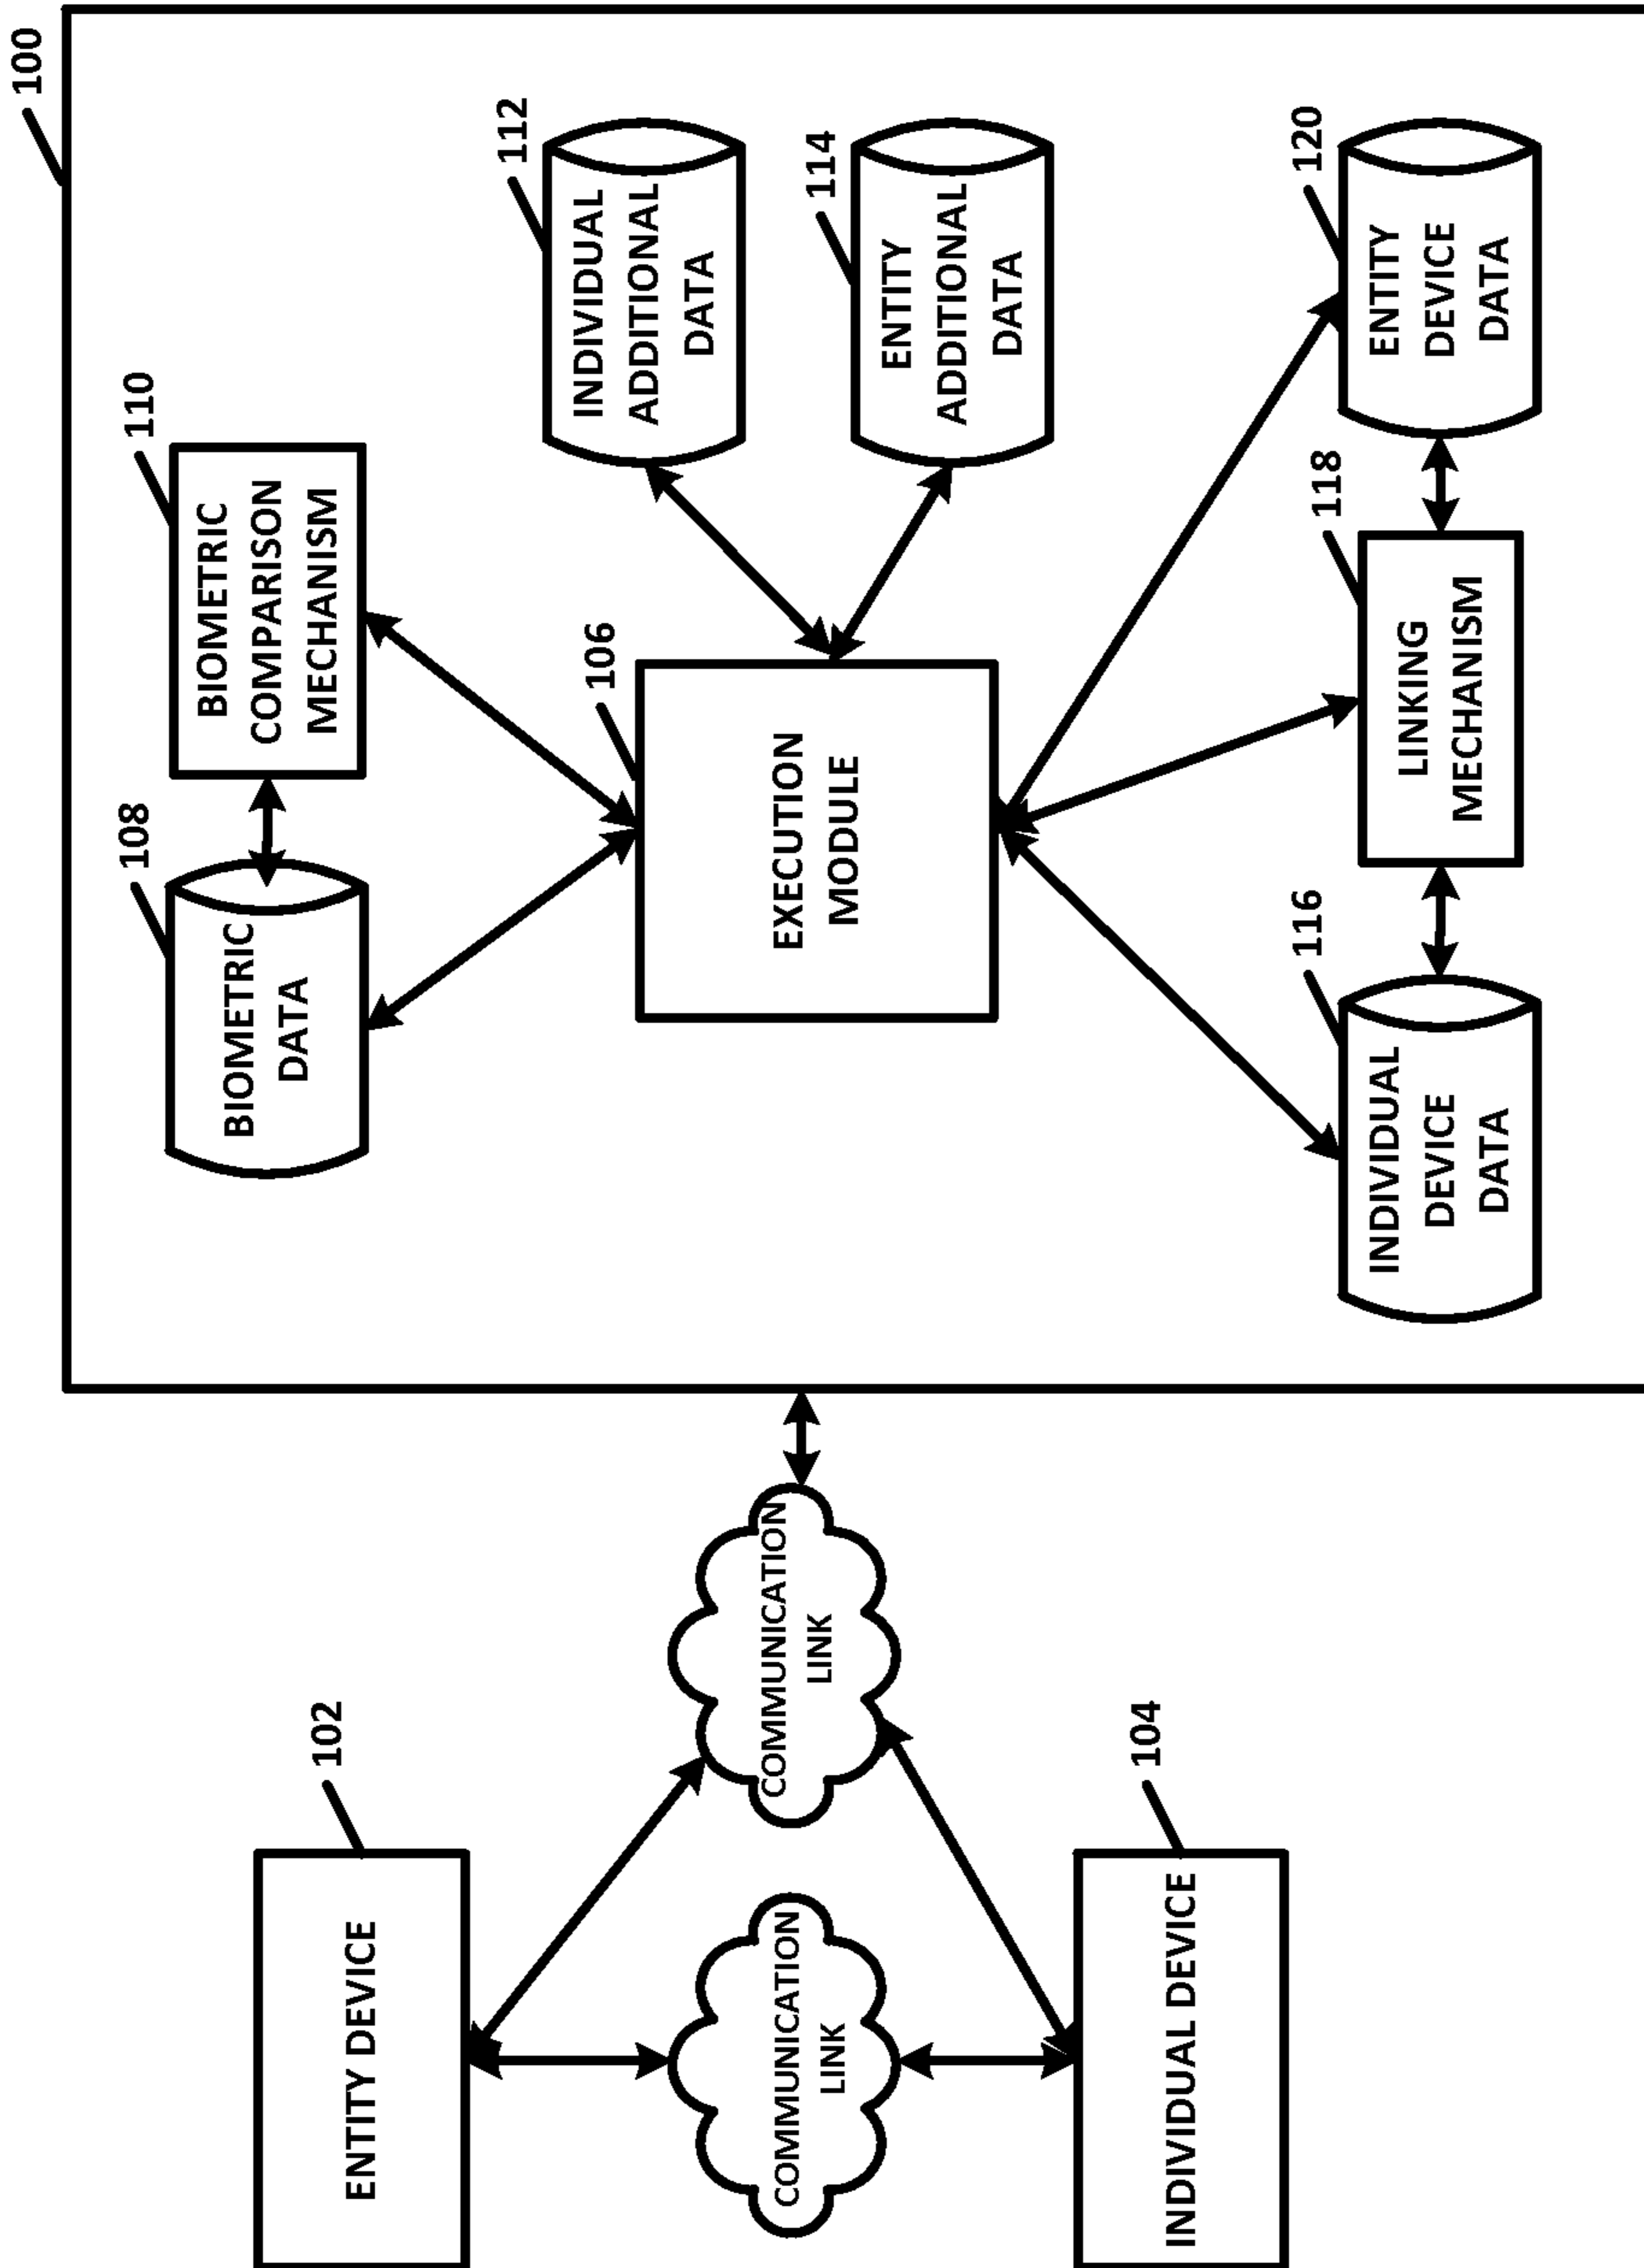 100
ENTITY DEVICE
102
COMMUNICATION
LINK
COMMUNICATION
LINK
INDIVIDUAL DEVICE
104
BIOMETRIC
DATA
108
BIOMETRIC
COMPARISON
MECHANISM
110
EXECUTION
MODULE
106
INDIVIDUAL
ADDITIONAL
DATA
112
ENTITY
ADDITIONAL
DATA
114
INDIVIDUAL
DEVICE
DATA
116
LINKING
MECHANISM
118
ENTITY
DEVICE
DATA
120